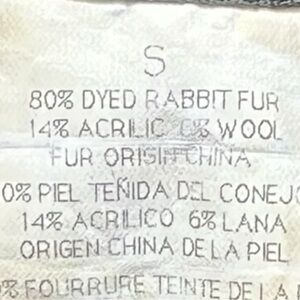 S
80% DYED RABBIT FUR
14% ACRILIC 6% WOOL
FUR ORISIN CHINA
0% PIEL TEÑIDA DEL CONEJ
14% ACRILICO 6% LANA
ORIGEN CHINA DE LA PIEL
% FOURRURE TEINTE DE LA